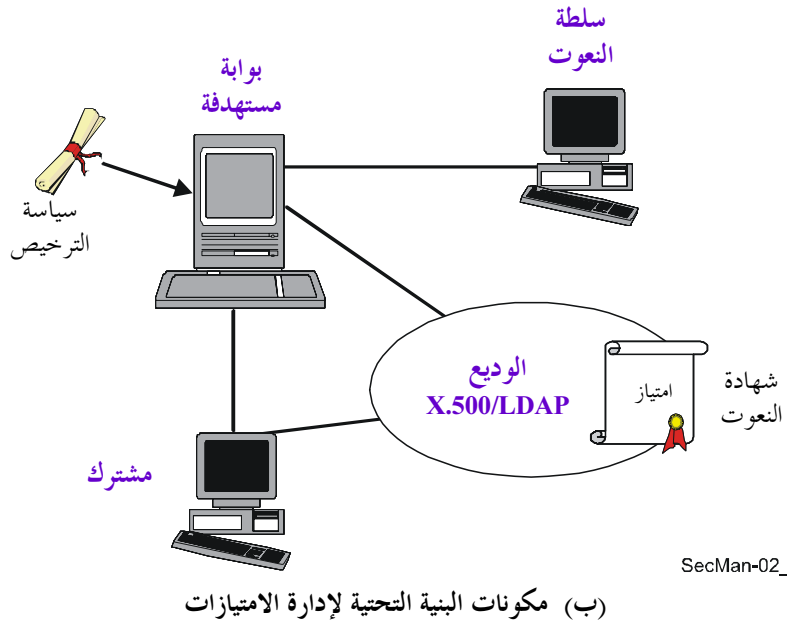 سلطة
النعوت
بوابة
مستهدفة
سياسة
الترخيص
الوديع
X.500/LDAP
امتياز
شهادة
النعوت
مشترك
SecMan-02_
(ب) مكونات البنية التحتية لإدارة الامتيازات